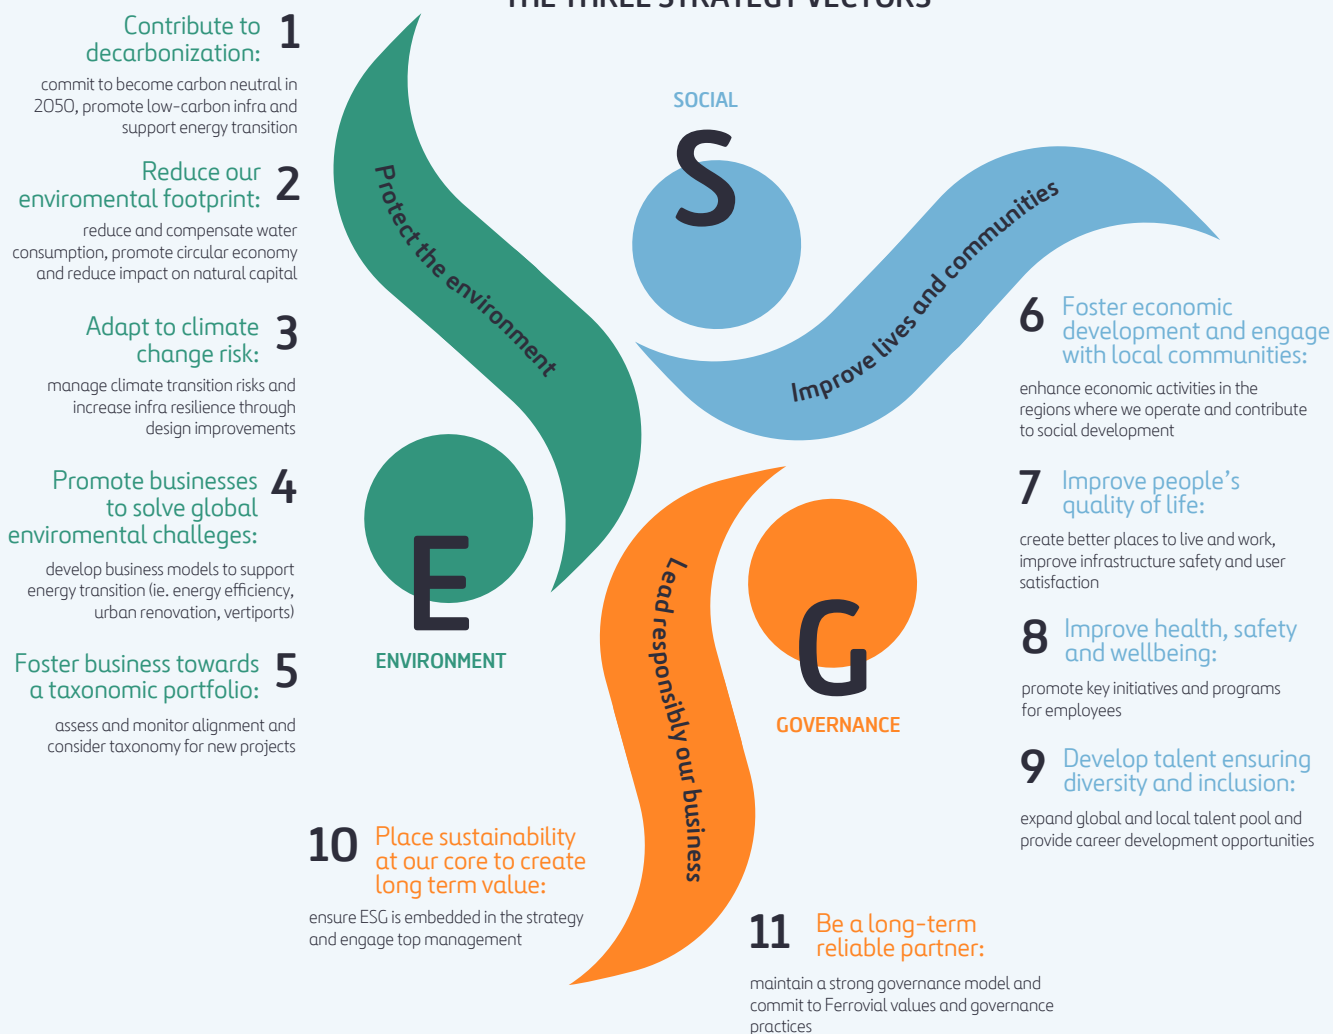 THE THREE STRATEGY VECTORS
1
Contribute to
decarbonization:
commit to become carbon neutral in
2050, promote low-carbon infra and
support energy transition
2
Reduce our
enviromental footprint:
reduce and compensate water
consumption, promote circular economy
and reduce impact on natural capital
3
Adapt to climate
change risk:
manage climate transition risks and
increase infra resilience through
design improvements
4
Promote businesses
to solve global
enviromental challeges:
develop business models to support
energy transition (ie. energy efficiency,
urban renovation, vertiports)
5
Foster business towards
a taxonomic portfolio:
assess and monitor alignment and
consider taxonomy for new projects
Protect the environment
E
ENVIRONMENT
SOCIAL
S
Improve lives and communities
6
Foster economic
development and engage
with local communities:
enhance economic activities in the
regions where we operate and contribute
to social development
7
Improve people's
quality of life:
create better places to live and work,
improve infrastructure safety and user
satisfaction
8
Improve health, safety
and wellbeing:
promote key initiatives and programs
for employees
9
Develop talent ensuring
diversity and inclusion:
expand global and local talent pool and
provide career development opportunities
Lead responsibly our business
G
GOVERNANCE
10
Place sustainability
at our core to create
long term value:
ensure ESG is embedded in the strategy
and engage top management
11
Be a long-term
reliable partner:
maintain a strong governance model and
commit to Ferrovial values and governance
practices